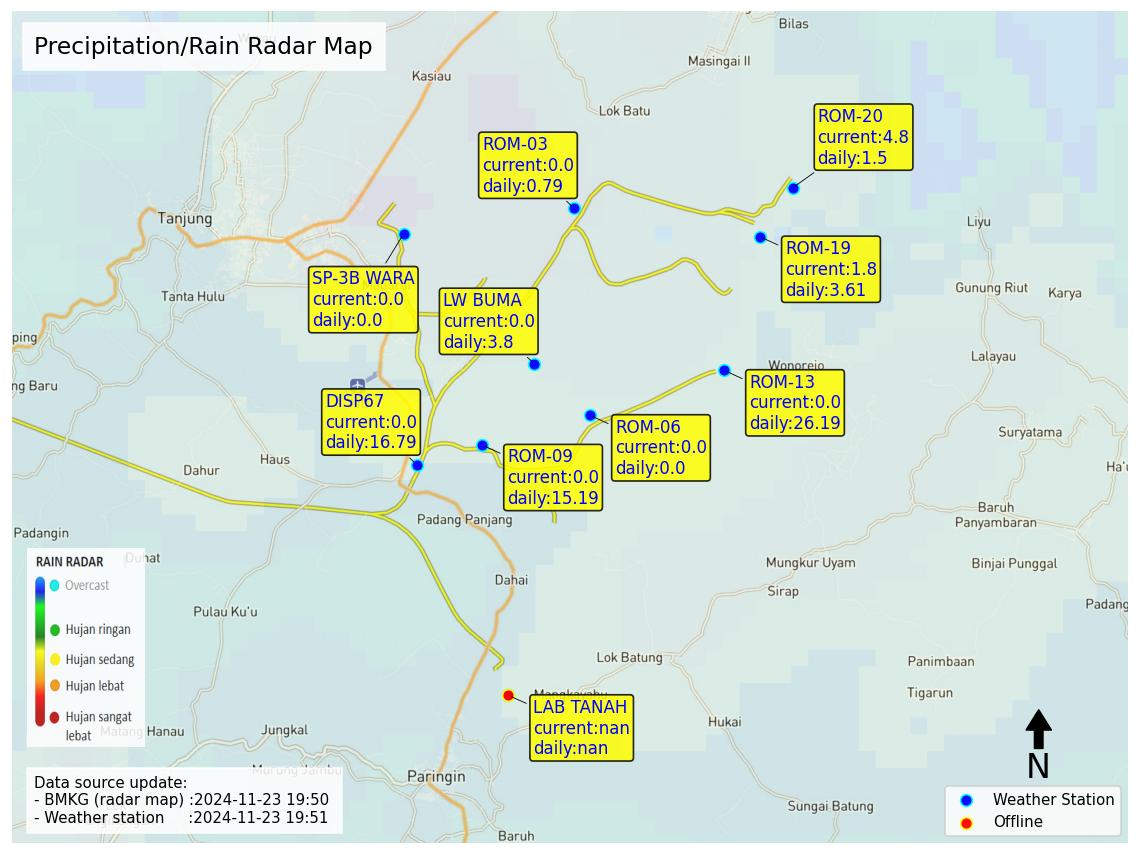 Precipitation/Rain Radar Map
Bilas
Masingai II
Kasiau
Lok Batu
ROM-20
current:4.8
daily:1.5
ROM-03
current:0.0
daily:0.79
Tanjung
Liyu
ROM-19
current:1.8
daily:3.61
SP-3B WARA
current:0.0
daily:0.0
Tanta Hulu
LW BUMA
current:0.0
daily:3.8
Gunung Riut
Karya
ping
Lalayau
Wonorejo
ng Baru
ROM-13
current:0.0
daily:26.19
DISP67
current:0.0
daily:16.79
ROM-06
current:0.0
daily:0.0
Suryatama
ROM-09
current:0.0
daily:15.19
Haus
Dahur
Ha'u
Baruh
Panyambaran
Padang Panjang
Padangin
Duhat
Mungkur Uyam
Binjai Punggal
Dahai
Sirap
Padang
Pulau Ku'u
RAIN RADAR
Overcast
Hujan ringan
Hujan sedang
Hujan lebat
Hujan sangat
lebat
Lok Batung
Panimbaan
Tigarun
Mangkayahu
LAB TANAH
current:nan
daily:nan
Hukai
Matang Hanau
Jungkal
Murung Jambu
Paringin
N
Sungai Batung
Baruh
Data source update:
- BMKG (radar map) :2024-11-23 19:50
- Weather station :2024-11-23 19:51
Weather Station
Offline